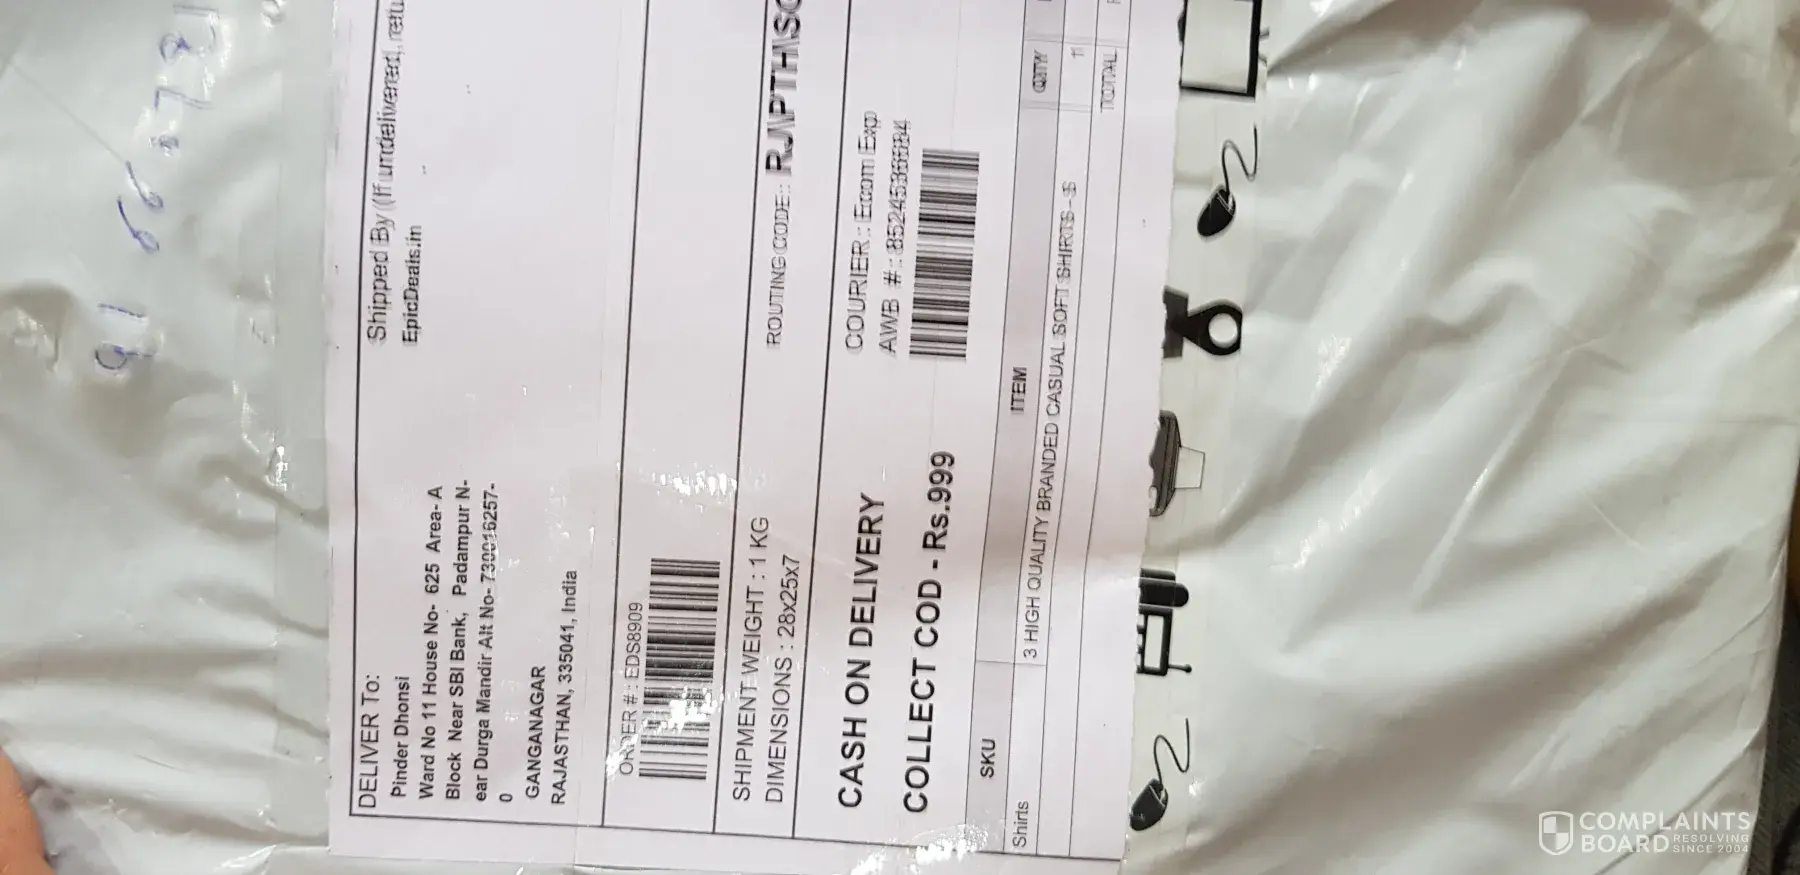 DELIVER To:
Pinder Dhonsi
Ward No 11 House No- 625 Area- A
Block Near SBI Bank, Padampur N-
ear Durga Mandir Alt No- 730016257-
0
GANGANAGAR
RAJASTHAN, 335041, India
Shipped By (If undelivered, retu
EpicDeals.in
ORDER #: EDS8909
SHIPMENT WEIGHT : 1 KG
DIMENSIONS : 28x25x7
ROUTING CODE :
CASH ON DELIVERY
COLLECT COD - Rs.999
COURIER : Ecom Exp
AWB # :
SKU ITEM QTY
Shirts 3 HIGH QUALITY BRANDED CASUAL SOFT SHIRTS - S 1
TOTAL
COMPLAINTS
BOARD RESOLVING
SINCE 2004